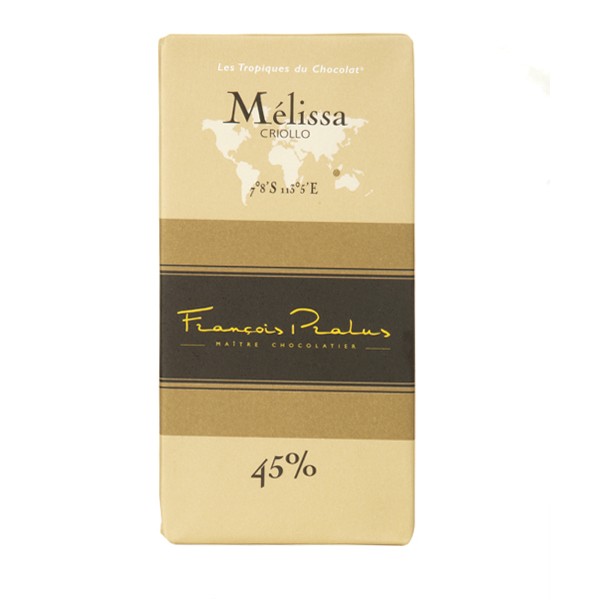 Les Tropiques du Chocolat®
Mélissa
CRIOLLO
7°8'S 113°5'E
François Pralus
MAÎTRE CHOCOLATIER
45%